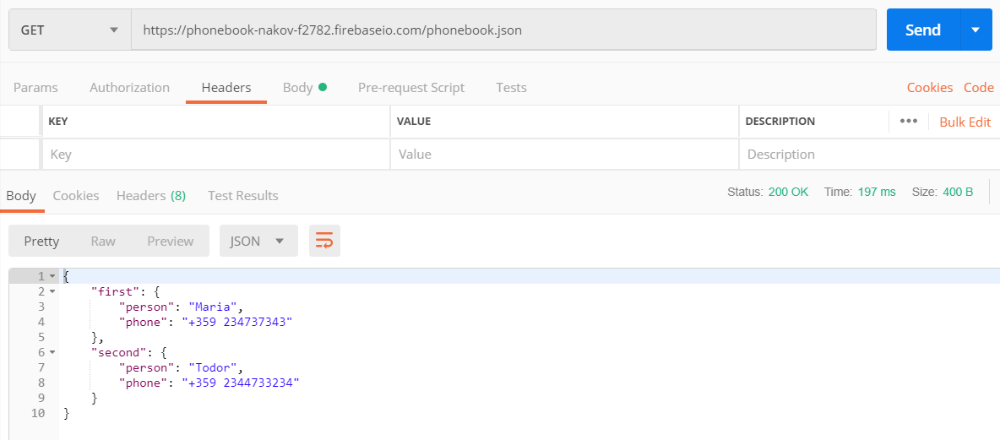 GET https://phonebook-nakov-f2782.firebaseio.com/phonebook.json Send
Params Authorization Headers Body Pre-request Script Tests Cookies Code
KEY VALUE DESCRIPTION ••• Bulk Edit
Key Value Description
Body Cookies Headers (8) Test Results Status: 200 OK Time: 197 ms Size: 400 B
Pretty Raw Preview JSON
1 {
2 "first": {
3 "person": "Maria",
4 "phone": "+359 234737343"
5 },
6 "second": {
7 "person": "Todor",
8 "phone": "+359 2344733234"
9 }
10 }